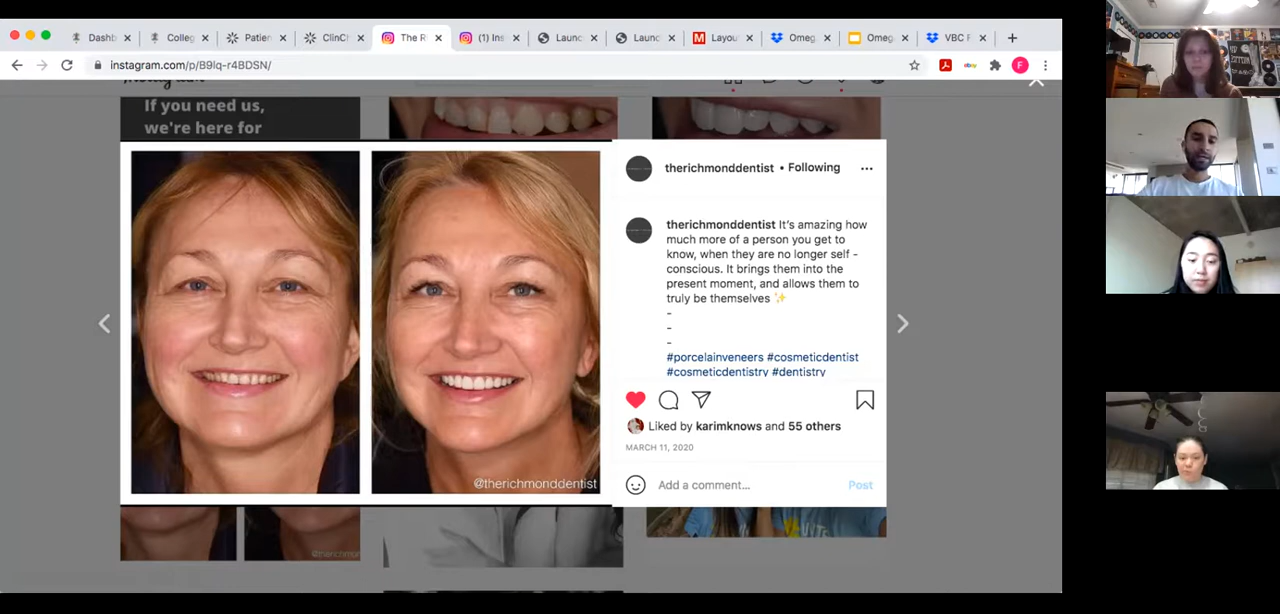 Dashb
Colleg
Patien
ClinCh
The R
(1) Ins
Launc
Launc
Layou
Omeg
Omeg
VBC F
instagram.com/p/B9lq-r4BDSN/
If you need us,
we're here for
therichmonddentist • Following
therichmonddentist It's amazing how
much more of a person you get to
know, when they are no longer self -
conscious. It brings them into the
present moment, and allows them to
truly be themselves ✨
-
-
-
#porcelainveneers #cosmeticdentist
#cosmeticdentistry #dentistry
Liked by karimknows and 55 others
MARCH 11, 2020
Add a comment... Post
@therichmonddentist
@therichmon